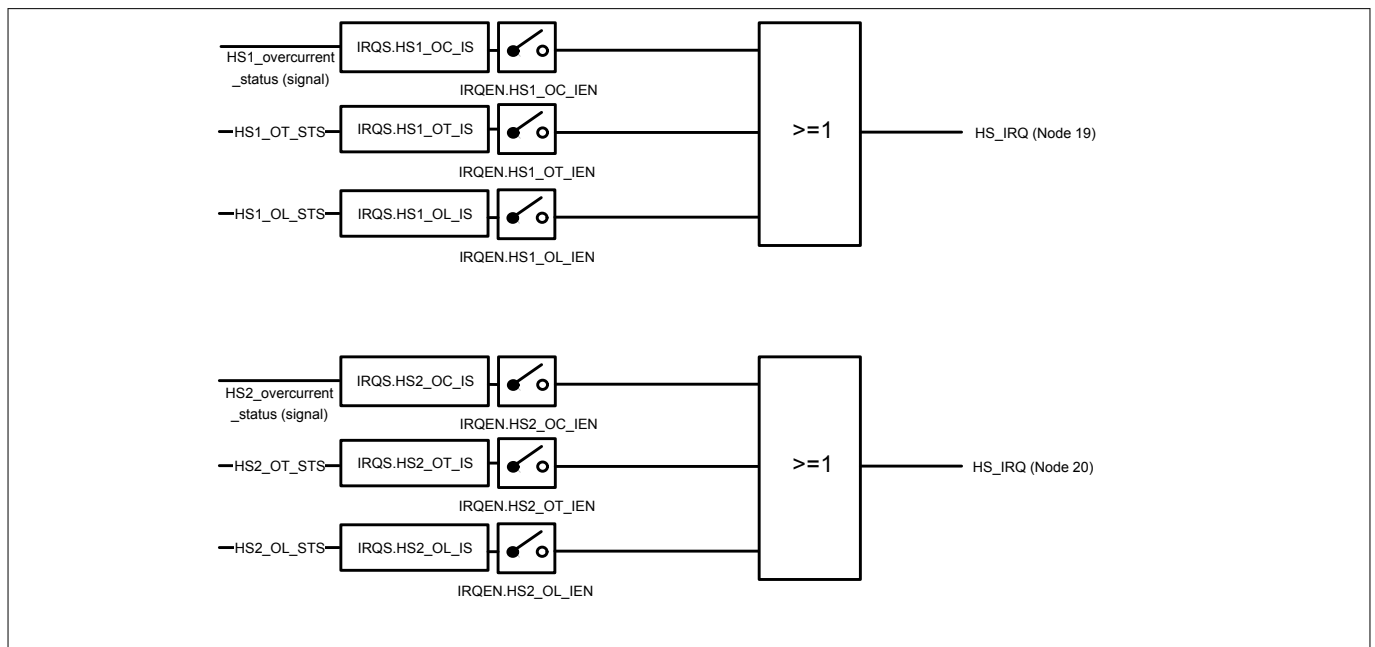 IRQS.HS1_OC_IS
HS1_overcurrent
_status (signal)
IRQEN.HS1_OC_IEN
HS1_OT_STS
IRQS.HS1_OT_IS
>=1
HS_IRQ (Node 19)
IRQEN.HS1_OT_IEN
HS1_OL_STS
IRQS.HS1_OL_IS
IRQEN.HS1_OL_IEN
IRQS.HS2_OC_IS
HS2_overcurrent
_status (signal)
IRQEN.HS2_OC_IEN
HS2_OT_STS
IRQS.HS2_OT_IS
>=1
HS_IRQ (Node 20)
IRQEN.HS2_OT_IEN
HS2_OL_STS
IRQS.HS2_OL_IS
IRQEN.HS2_OL_IEN